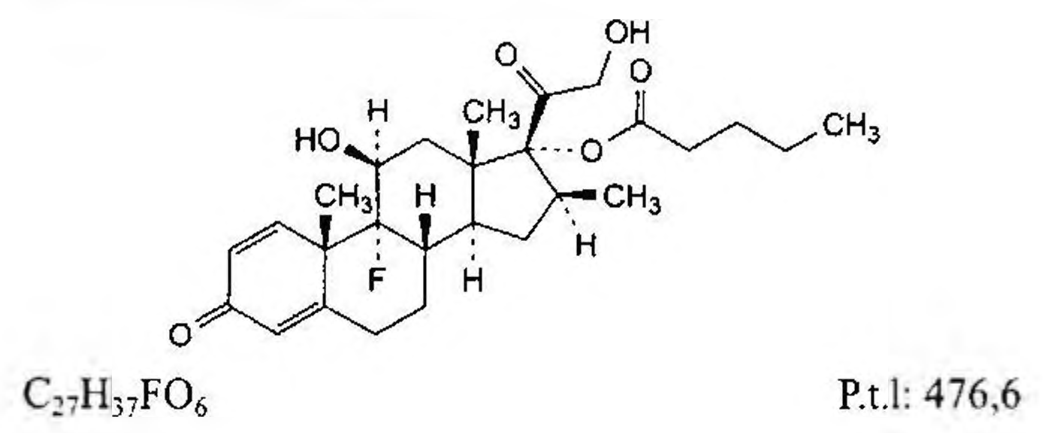 OH
O
O
H
CH₃
HO
O
CH₃
CH₃
H
CH₃
H
F
H
O
C₂₇H₃₇FO₆
P.t.l: 476,6